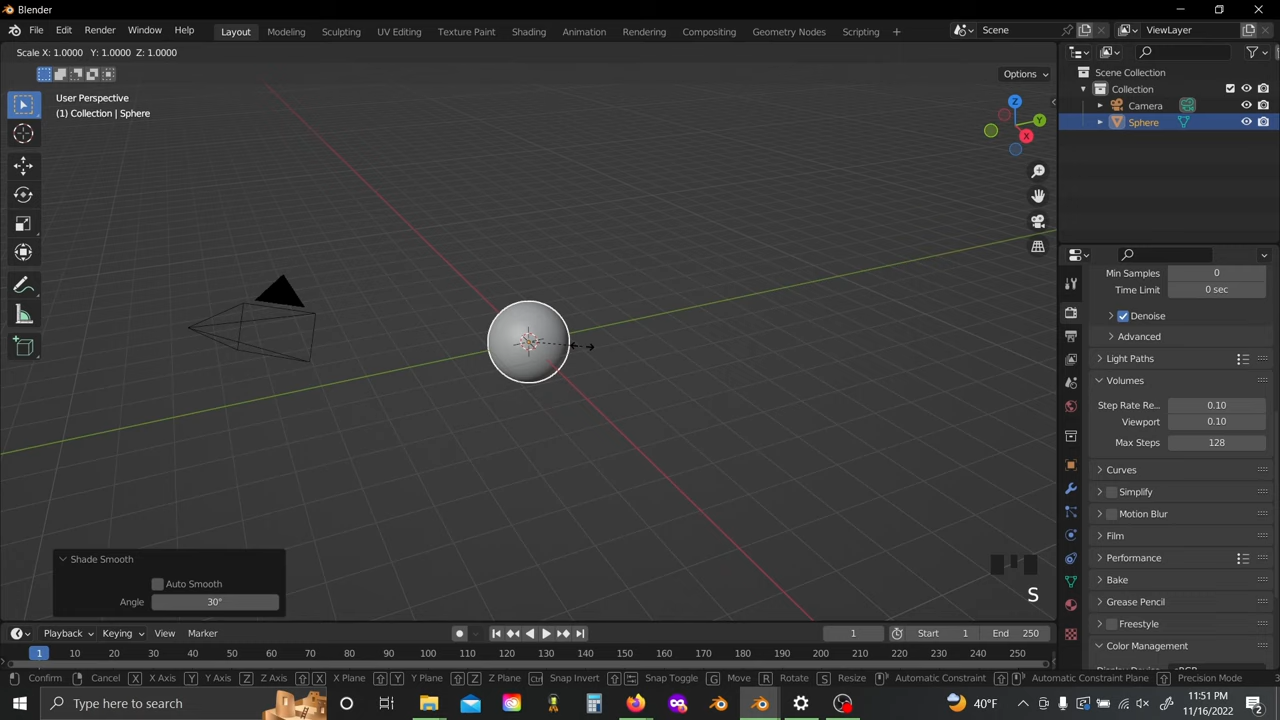 Blender
File Edit Render Window Help
Layout Modeling Sculpting UV Editing Texture Paint Shading Animation Rendering Compositing Geometry Nodes Scripting + Scene ViewLayer
Scale X: 1.0000 Y: 1.0000 Z: 1.0000
Options
User Perspective
(1) Collection | Sphere
Z
Y
X
Scene Collection
Collection
Camera
Sphere
Min Samples 0
Time Limit 0 sec
Denoise
Advanced
Light Paths
Volumes
Step Rate Re... 0.10
Viewport 0.10
Max Steps 128
Curves
Simplify
Motion Blur
Film
Performance
Bake
Grease Pencil
Freestyle
Color Management
Shade Smooth
Auto Smooth
Angle 30°
S
Playback Keying View Marker 1 Start 1 End 250
1 10 20 30 40 50 60 70 80 90 100 110 120 130 140 150 160 170 180 190 200 210 220 230 240 250
Confirm Cancel X X Axis Y Y Axis Z Z Axis X X Plane Y Y Plane Z Z Plane Ctrl Snap Invert Snap Toggle G Move R Rotate S Resize Automatic Constraint Automatic Constraint Plane Precision Mode
Type here to search
40°F
11:51 PM
11/16/2022